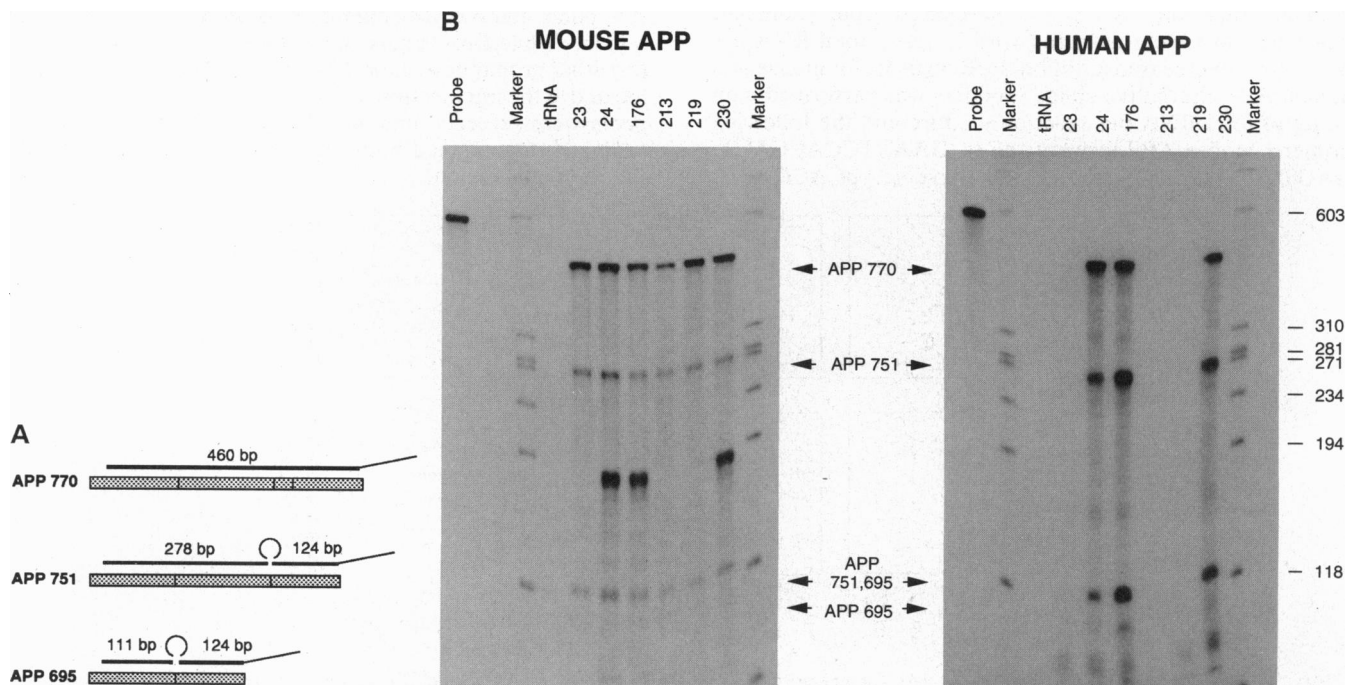 B
MOUSE APP
Probe
Marker
tRNA
23
24
176
213
219
230
Marker
HUMAN APP
Probe
Marker
tRNA
23
24
176
213
219
230
Marker
APP 770
APP 751
APP
751,695
APP 695
603
310
281
271
234
194
118
A
460 bp
APP 770
278 bp
124 bp
APP 751
111 bp
124 bp
APP 695